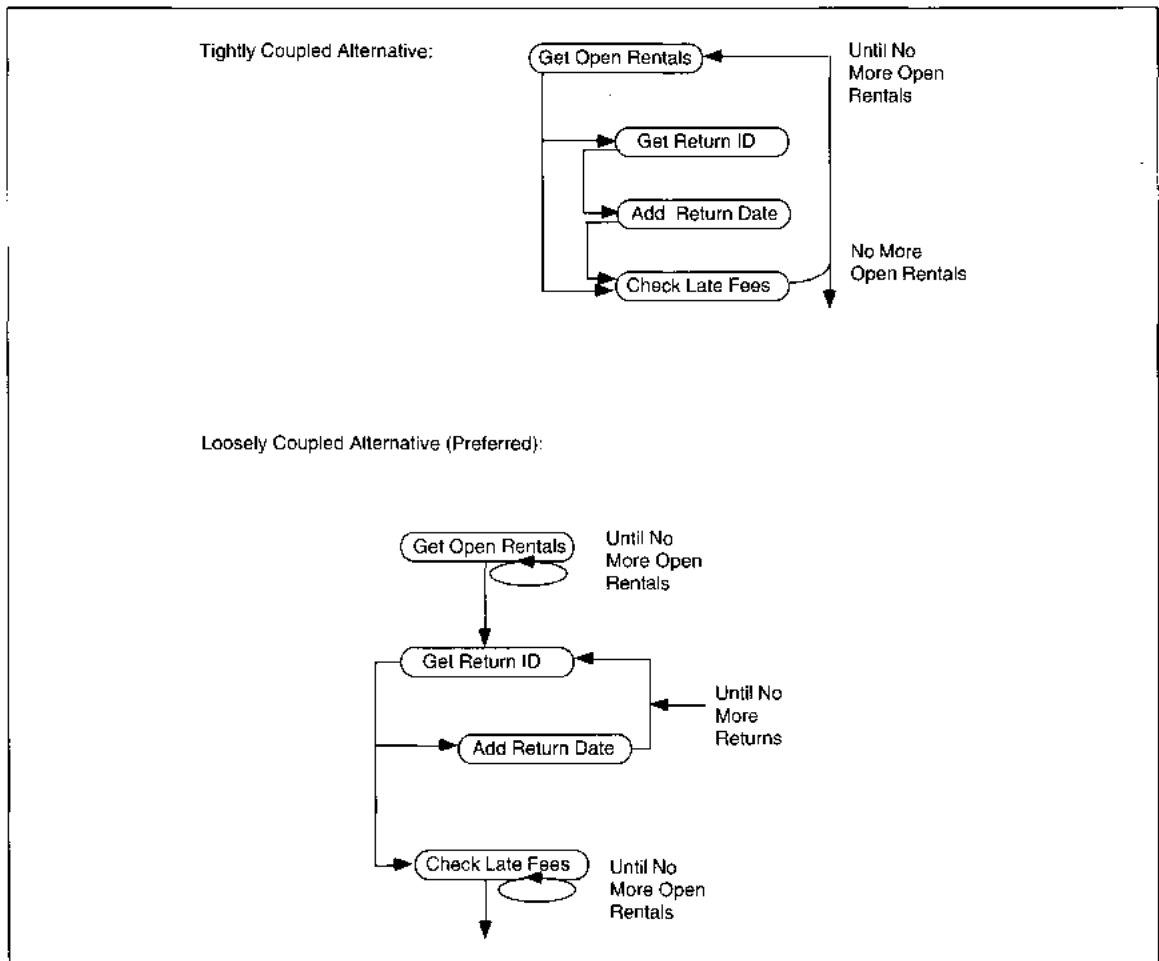 Tightly Coupled Alternative:
Get Open Rentals
Until No
More Open
Rentals
Get Return ID
Add Return Date
No More
Open Rentals
Check Late Fees
Loosely Coupled Alternative (Preferred):
Get Open Rentals
Until No
More Open
Rentals
Get Return ID
Until No
More
Returns
Add Return Date
Check Late Fees
Until No
More Open
Rentals